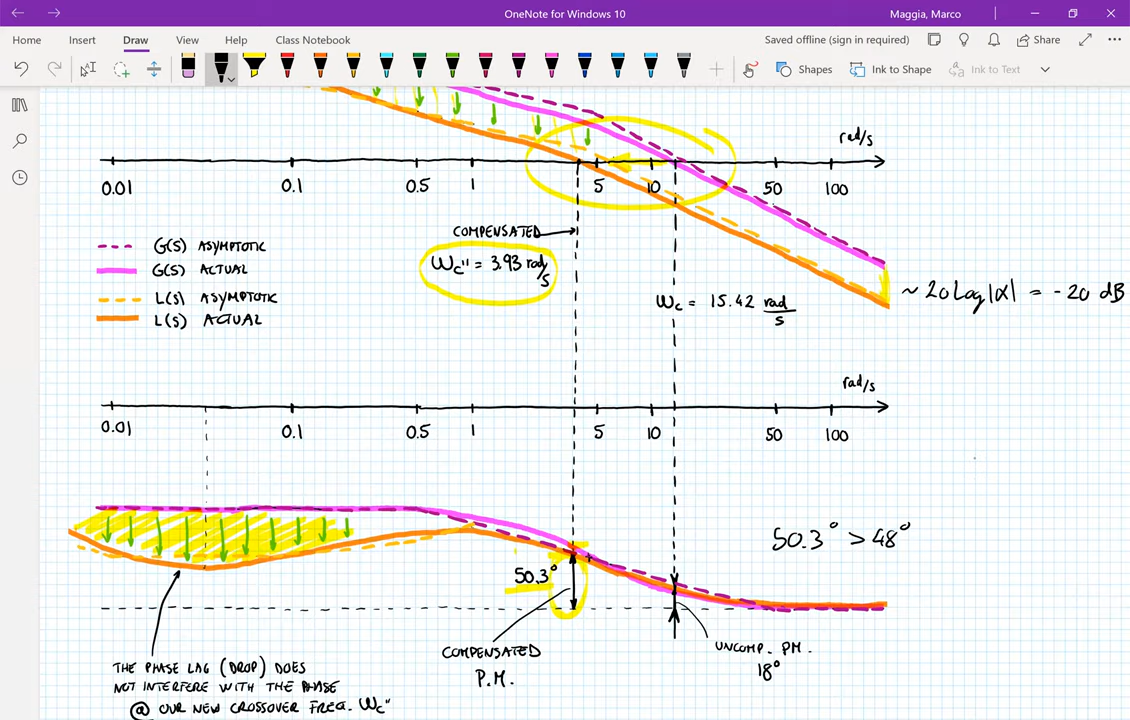 OneNote for Windows 10
Maggia, Marco
Home Insert Draw View Help Class Notebook
Saved offline (sign in required)
Share
Shapes
Ink to Shape
Ink to Text
rad/s
0.01 0.1 0.5 1 5 10 50 100
COMPENSATED
Wc'' = 3.93 rad/s
G(S) ASYMPTOTIC
G(S) ACTUAL
L(S) ASYMPTOTIC
L(S) ACTUAL
Wc = 15.42 rad/s
~ 20 Log|α| = -20 dB
rad/s
0.01 0.1 0.5 1 5 10 50 100
50.3° > 48°
50.3°
COMPENSATED
P.M.
UNCOMP. PM.
18°
THE PHASE LAG (DROP) DOES
NOT INTERFERE WITH THE PHASE
@ OUR NEW CROSSOVER FREQ. Wc''